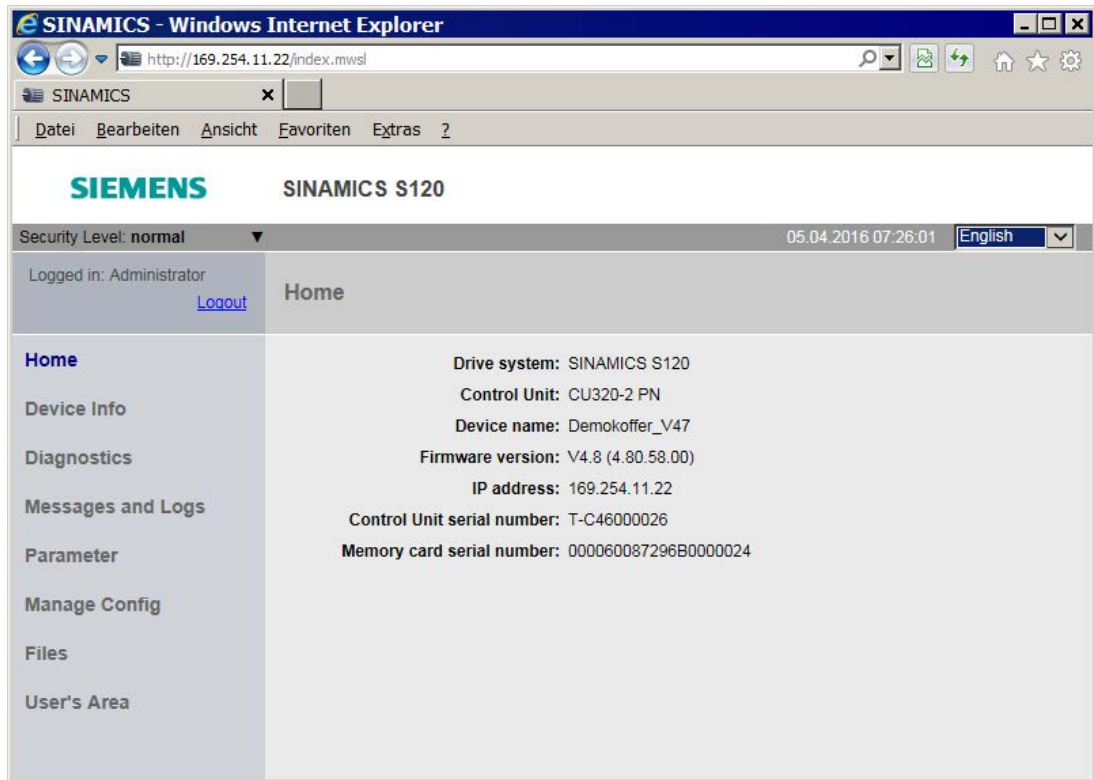 SINAMICS - Windows Internet Explorer
http://169.254.11.22/index.mwsl
SINAMICS
Datei Bearbeiten Ansicht Favoriten Extras ?
SIEMENS SINAMICS S120
Security Level: normal 05.04.2016 07:26:01 English
Logged in: Administrator
Logout
Home
Home
Device Info
Diagnostics
Messages and Logs
Parameter
Manage Config
Files
User's Area
Drive system: SINAMICS S120
Control Unit: CU320-2 PN
Device name: Demokoffer_V47
Firmware version: V4.8 (4.80.58.00)
IP address: 169.254.11.22
Control Unit serial number: T-C46000026
Memory card serial number: 000060087296B0000024